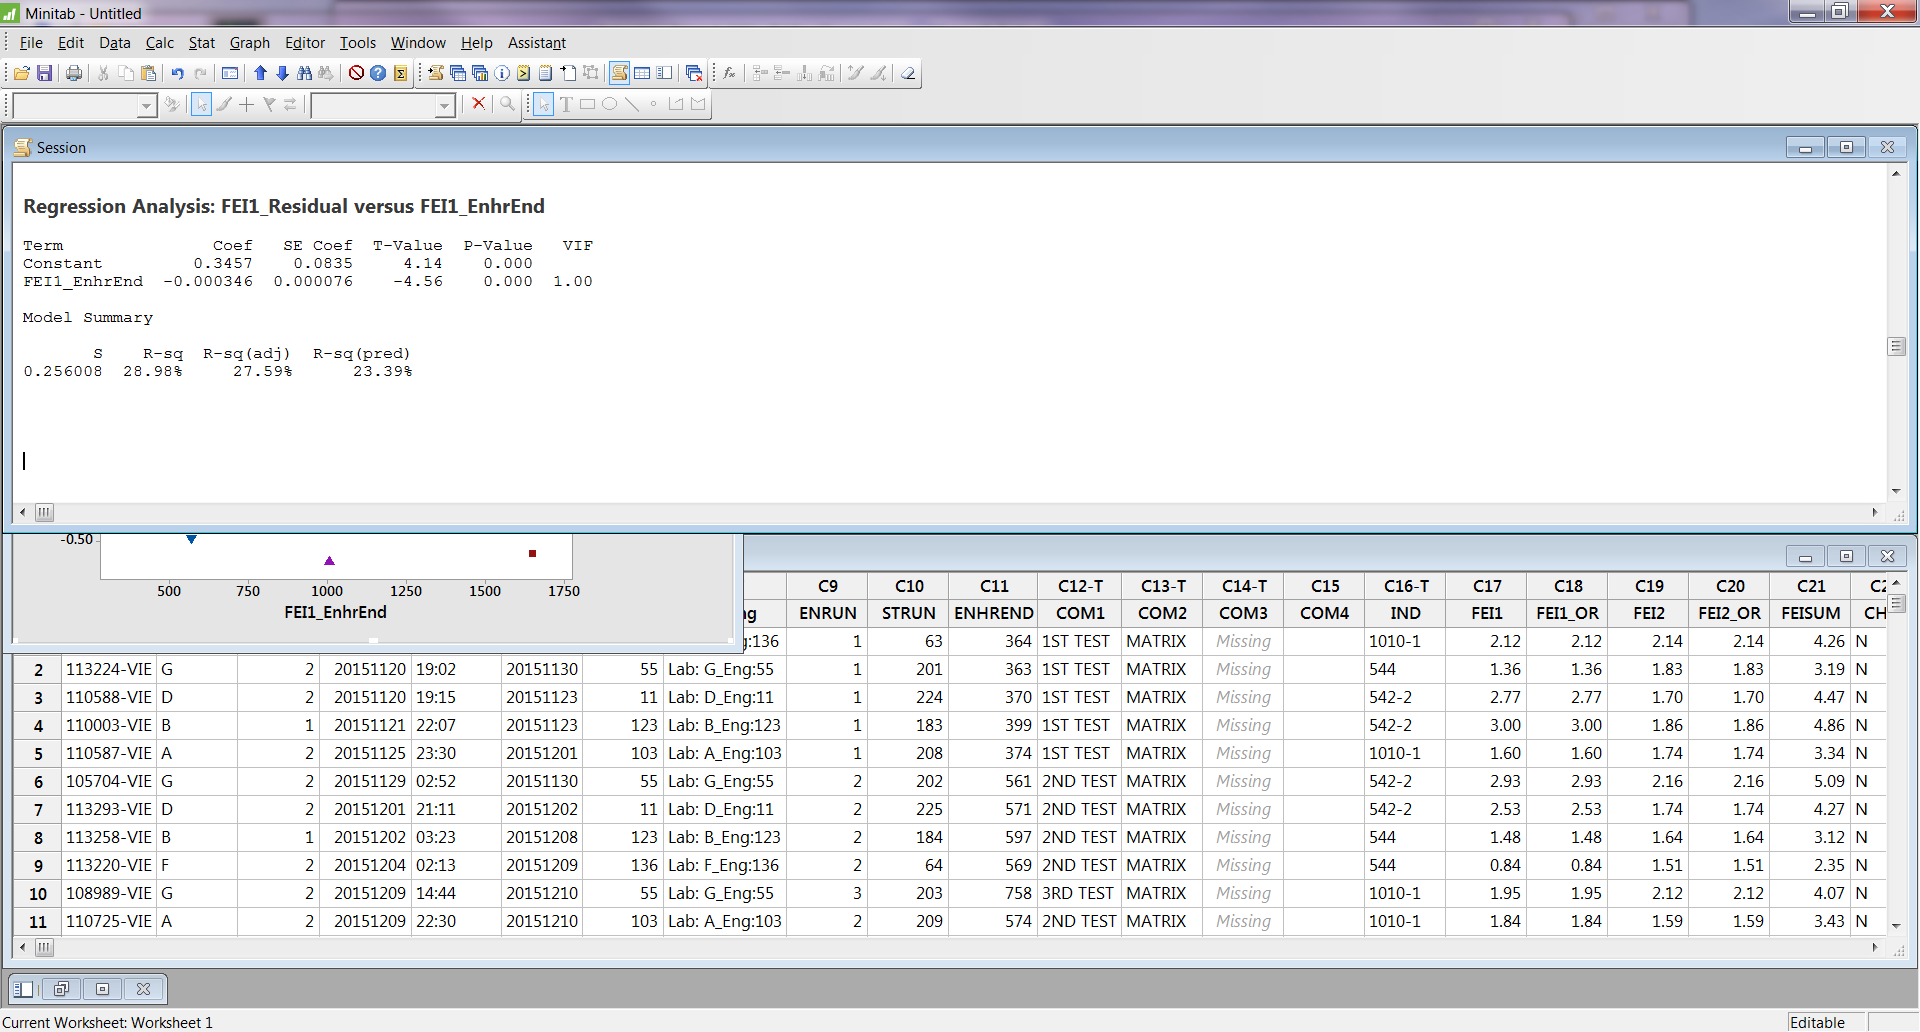 Minitab - Untitled
File Edit Data Calc Stat Graph Editor Tools Window Help Assistant
Session
Regression Analysis: FEI1_Residual versus FEI1_EnhrEnd
Term Coef SE Coef T-Value P-Value VIF
Constant 0.3457 0.0835 4.14 0.000
FEI1_EnhrEnd -0.000346 0.000076 -4.56 0.000 1.00
Model Summary
S R-sq R-sq(adj) R-sq(pred)
0.256008 28.98% 27.59% 23.39%
-0.50
500 750 1000 1250 1500 1750
FEI1_EnhrEnd
C9 C10 C11 C12-T C13-T C14-T C15 C16-T C17 C18 C19 C20 C21 C2
ENRUN STRUN ENHREND COM1 COM2 COM3 COM4 IND FEI1 FEI1_OR FEI2 FEI2_OR FEISUM CH
g:136 1 63 364 1ST TEST MATRIX Missing 1010-1 2.12 2.12 2.14 2.14 4.26 N
2 113224-VIE G 2 20151120 19:02 20151130 55 Lab: G_Eng:55 1 201 363 1ST TEST MATRIX Missing 544 1.36 1.36 1.83 1.83 3.19 N
3 110588-VIE D 2 20151120 19:15 20151123 11 Lab: D_Eng:11 1 224 370 1ST TEST MATRIX Missing 542-2 2.77 2.77 1.70 1.70 4.47 N
4 110003-VIE B 1 20151121 22:07 20151123 123 Lab: B_Eng:123 1 183 399 1ST TEST MATRIX Missing 542-2 3.00 3.00 1.86 1.86 4.86 N
5 110587-VIE A 2 20151125 23:30 20151201 103 Lab: A_Eng:103 1 208 374 1ST TEST MATRIX Missing 1010-1 1.60 1.60 1.74 1.74 3.34 N
6 105704-VIE G 2 20151129 02:52 20151130 55 Lab: G_Eng:55 2 202 561 2ND TEST MATRIX Missing 542-2 2.93 2.93 2.16 2.16 5.09 N
7 113293-VIE D 2 20151201 21:11 20151202 11 Lab: D_Eng:11 2 225 571 2ND TEST MATRIX Missing 542-2 2.53 2.53 1.74 1.74 4.27 N
8 113258-VIE B 1 20151202 03:23 20151208 123 Lab: B_Eng:123 2 184 597 2ND TEST MATRIX Missing 544 1.48 1.48 1.64 1.64 3.12 N
9 113220-VIE F 2 20151204 02:13 20151209 136 Lab: F_Eng:136 2 64 569 2ND TEST MATRIX Missing 544 0.84 0.84 1.51 1.51 2.35 N
10 108989-VIE G 2 20151209 14:44 20151210 55 Lab: G_Eng:55 3 203 758 3RD TEST MATRIX Missing 1010-1 1.95 1.95 2.12 2.12 4.07 N
11 110725-VIE A 2 20151209 22:30 20151210 103 Lab: A_Eng:103 2 209 574 2ND TEST MATRIX Missing 1010-1 1.84 1.84 1.59 1.59 3.43 N
Current Worksheet: Worksheet 1
Editable